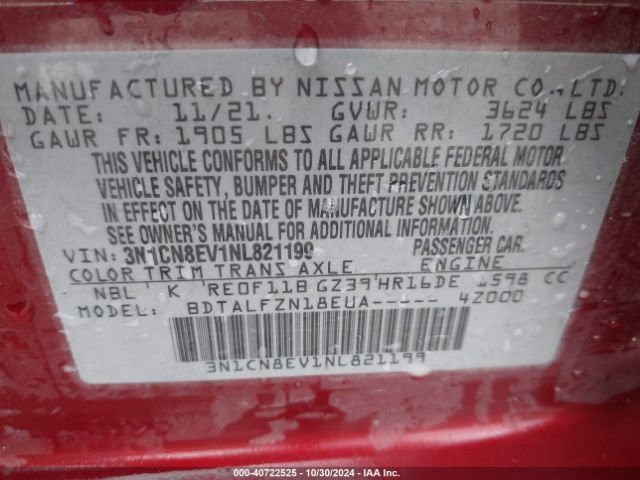 MANUFACTURED BY NISSAN MOTOR CO., LTD.
DATE: 11/21. GVWR: 3624 LBS
GAWR FR: 1905 LBS GAWR RR: 1720 LBS
THIS VEHICLE CONFORMS TO ALL APPLICABLE FEDERAL MOTOR
VEHICLE SAFETY, BUMPER AND THEFT PREVENTION STANDARDS
IN EFFECT ON THE DATE OF MANUFACTURE SHOWN ABOVE.
SEE OWNER'S MANUAL FOR ADDITIONAL INFORMATION.
VIN: 3N1CN8EV1NL821199 PASSENGER CAR.
COLOR TRIM TRANS AXLE ENGINE
NBL K RE0F11B GZ39 HR16DE 1598 CC
MODEL: BDTALFZN18EUA----- 4Z000
3N1CN8EV1NL821199
000-40722525 • 10/30/2024 • IAA Inc.